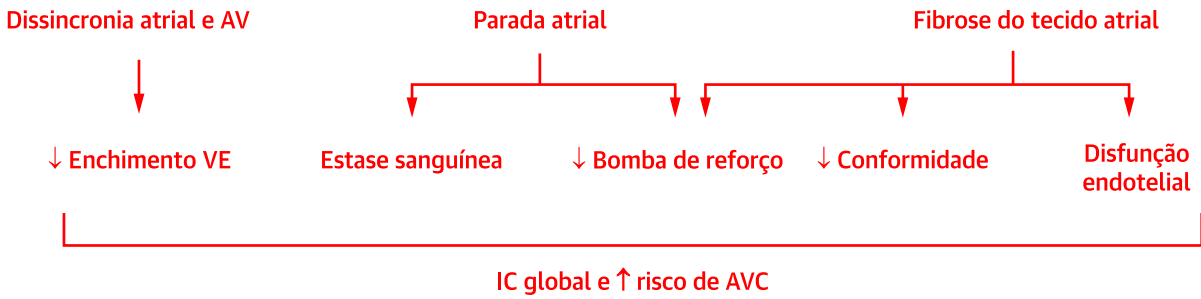 Dissincronia atrial e AV
Parada atrial
Fibrose do tecido atrial
↓ Enchimento VE
Estase sanguínea
↓ Bomba de reforço
↓ Conformidade
Disfunção
endotelial
IC global e ↑ risco de AVC